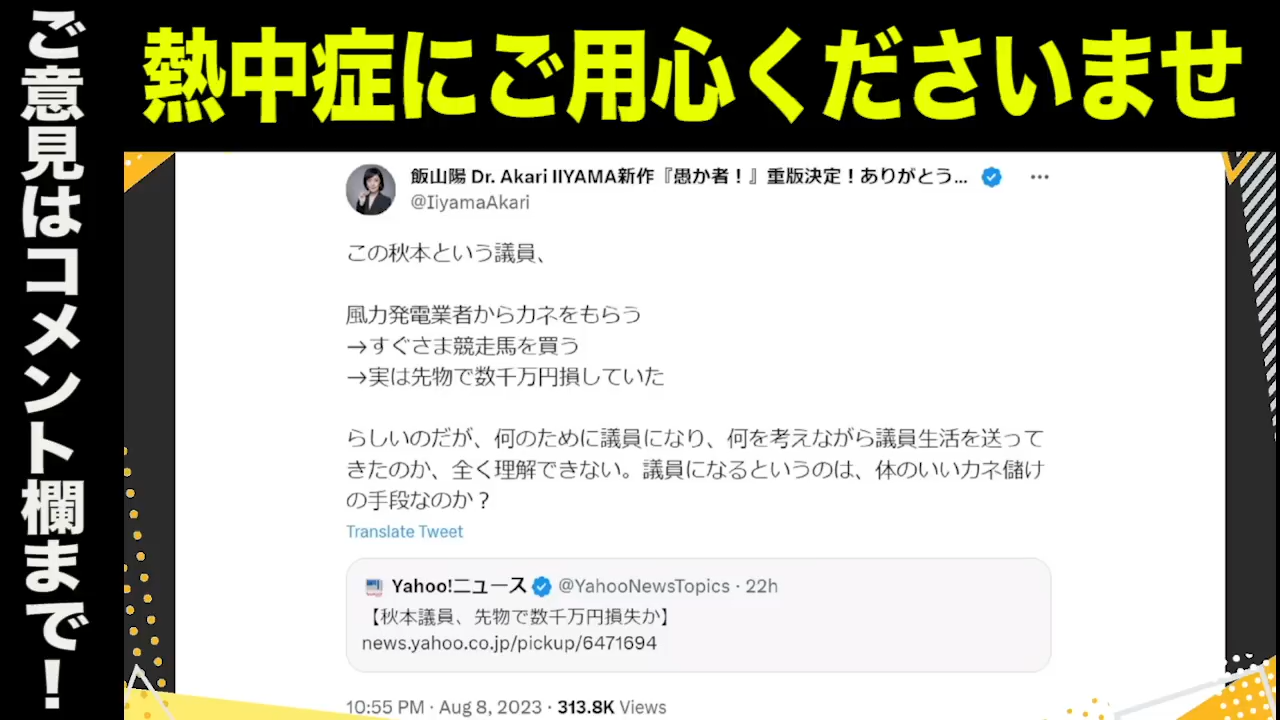 熱中症にご用心くださいませ
ご意見はコメント欄まで!
飯山陽 Dr. Akari IIYAMA新作『愚か者！』重版決定！ありがとう...
@IiyamaAkari
この秋本という議員、
風力発電業者からカネをもらう
→すぐさま競走馬を買う
→実は先物で数千万円損していた
らしいのだが、何のために議員になり、何を考えながら議員生活を送って
きたのか、全く理解できない。議員になるというのは、体のいいカネ儲け
の手段なのか？
Translate Tweet
Yahoo!ニュース @YahooNewsTopics · 22h
【秋本議員、先物で数千万円損失か】
news.yahoo.co.jp/pickup/6471694
10:55 PM · Aug 8, 2023 · 313.8K Views